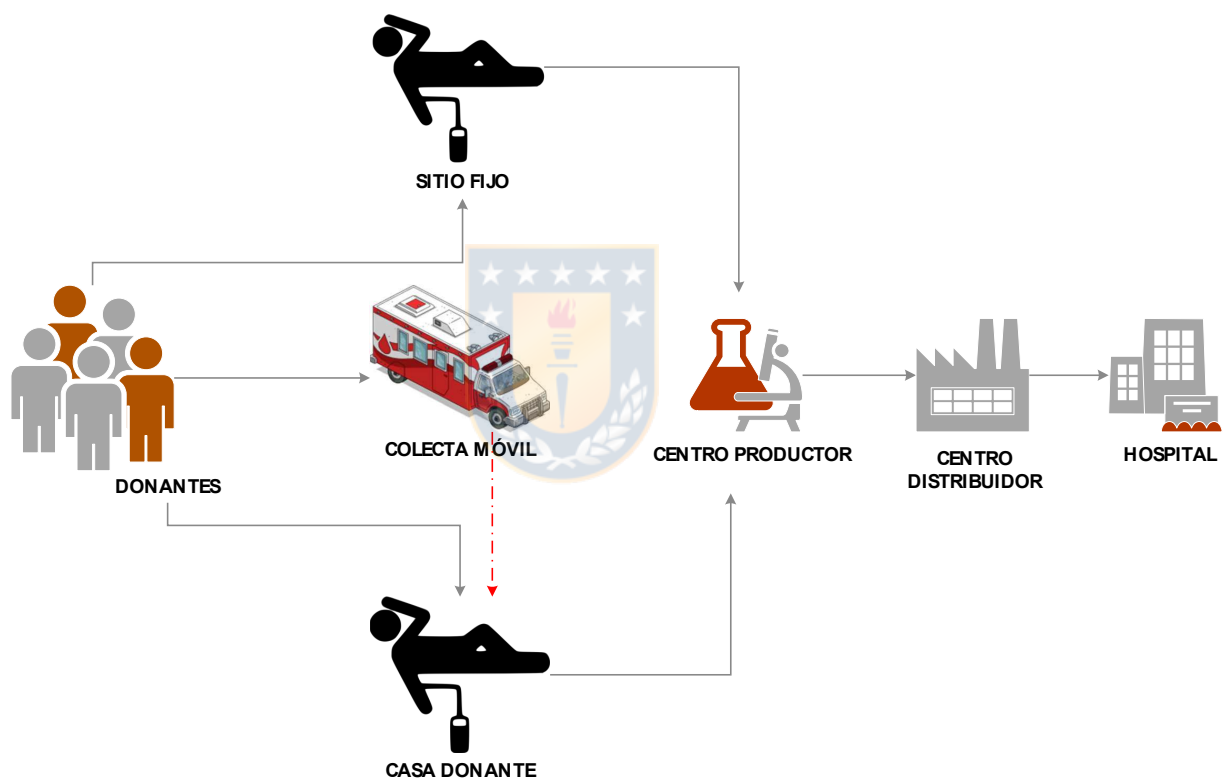 SITIO FIJO
COLECTA MÓVIL
DONANTES
CENTRO PRODUCTOR
CENTRO
DISTRIBUIDOR
HOSPITAL
CASA DONANTE